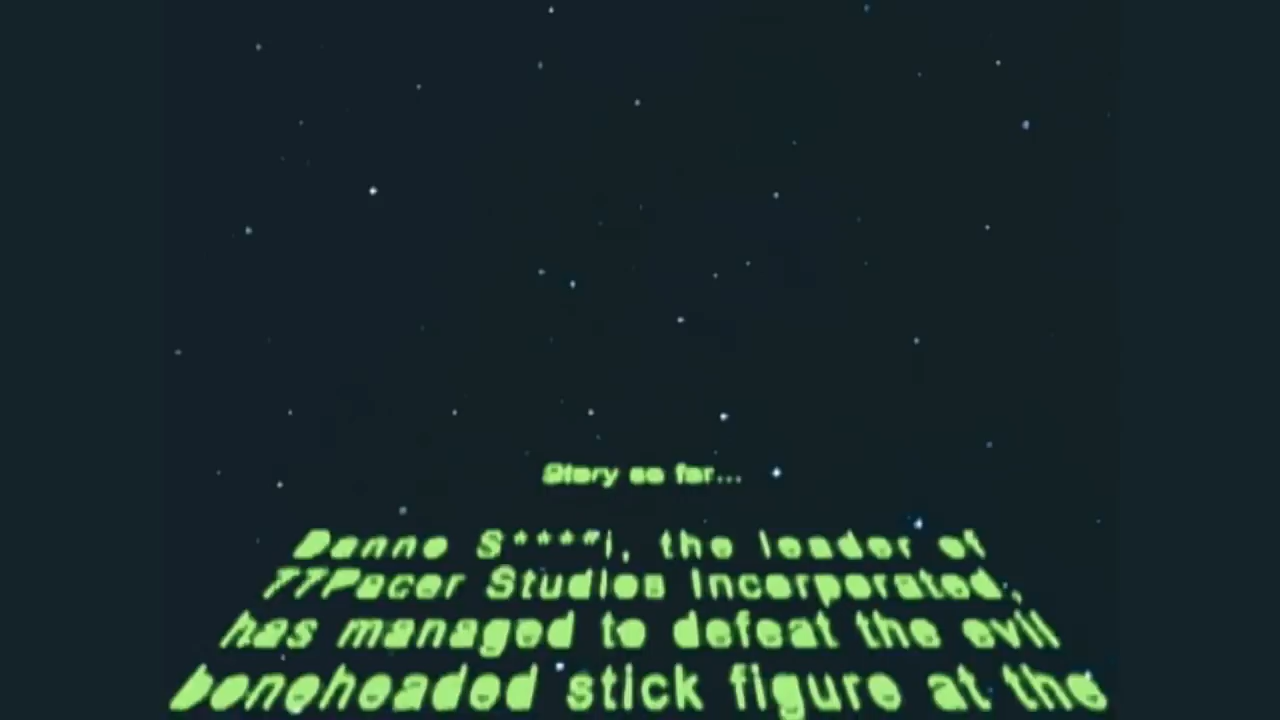 Story so far...
Danno S****i, the leader of
77Pacer Studios Incorporated,
has managed to defeat the evil
boneheaded stick figure at the